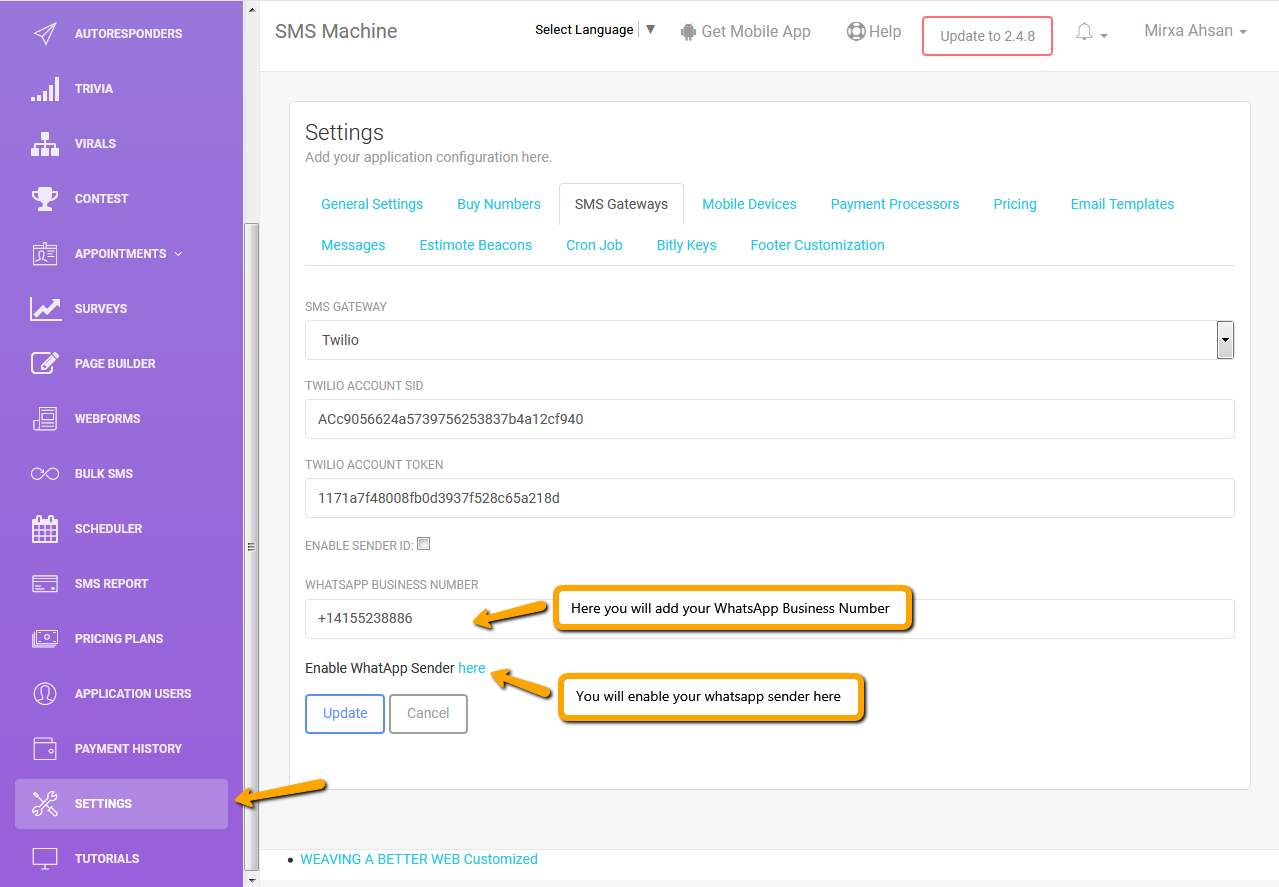 AUTORESPONDERS
TRIVIA
VIRALS
CONTEST
APPOINTMENTS
SURVEYS
PAGE BUILDER
WEBFORMS
BULK SMS
SCHEDULER
SMS REPORT
PRICING PLANS
APPLICATION USERS
PAYMENT HISTORY
SETTINGS
TUTORIALS
SMS Machine
Select Language ▼
Get Mobile App
Help
Update to 2.4.8
Mirxa Ahsan
Settings
Add your application configuration here.
General Settings Buy Numbers SMS Gateways Mobile Devices Payment Processors Pricing Email Templates
Messages Estimote Beacons Cron Job Bitly Keys Footer Customization
SMS GATEWAY
Twilio
TWILIO ACCOUNT SID
ACc9056624a5739756253837b4a12cf940
TWILIO ACCOUNT TOKEN
1171a7f48008fb0d3937f528c65a218d
ENABLE SENDER ID:
WHATSAPP BUSINESS NUMBER
+14155238886
Here you will add your WhatsApp Business Number
Enable WhatApp Sender here
You will enable your whatsapp sender here
Update Cancel
WEAVING A BETTER WEB Customized